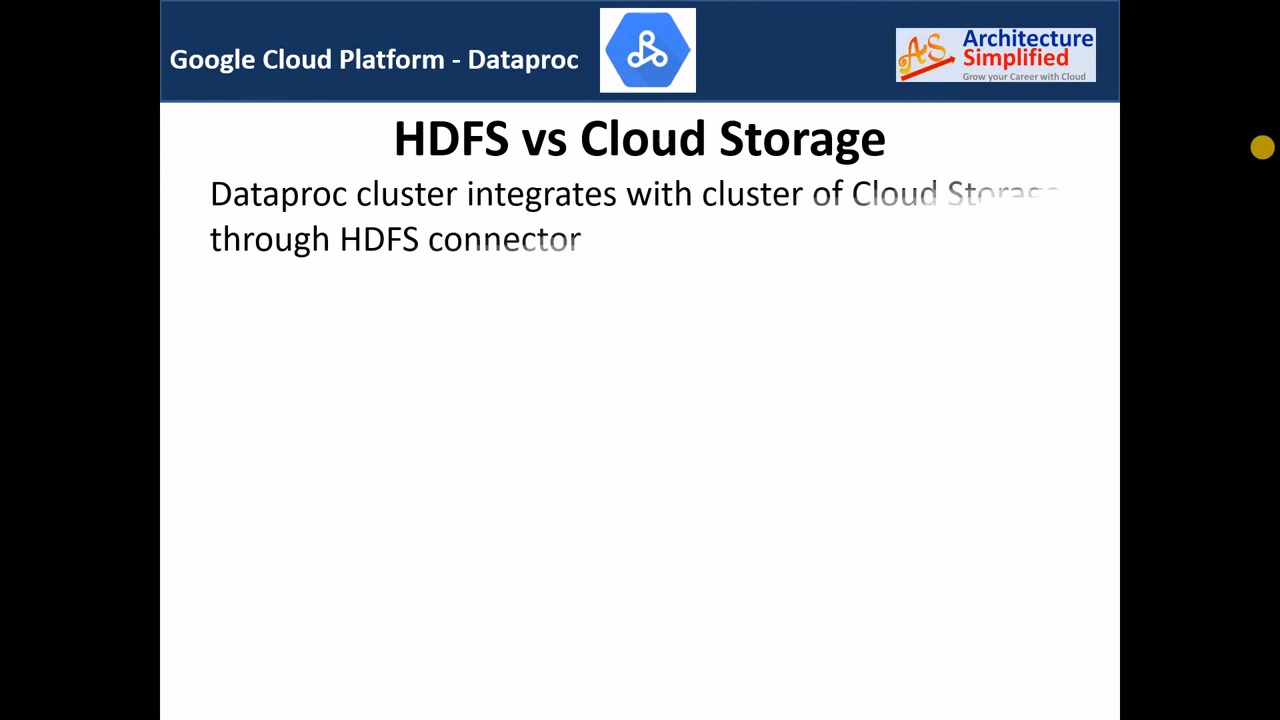 Google Cloud Platform - Dataproc
AS Architecture
Simplified
Grow your Career with Cloud
HDFS vs Cloud Storage
Dataproc cluster integrates with cluster of Cloud Storage
through HDFS connector